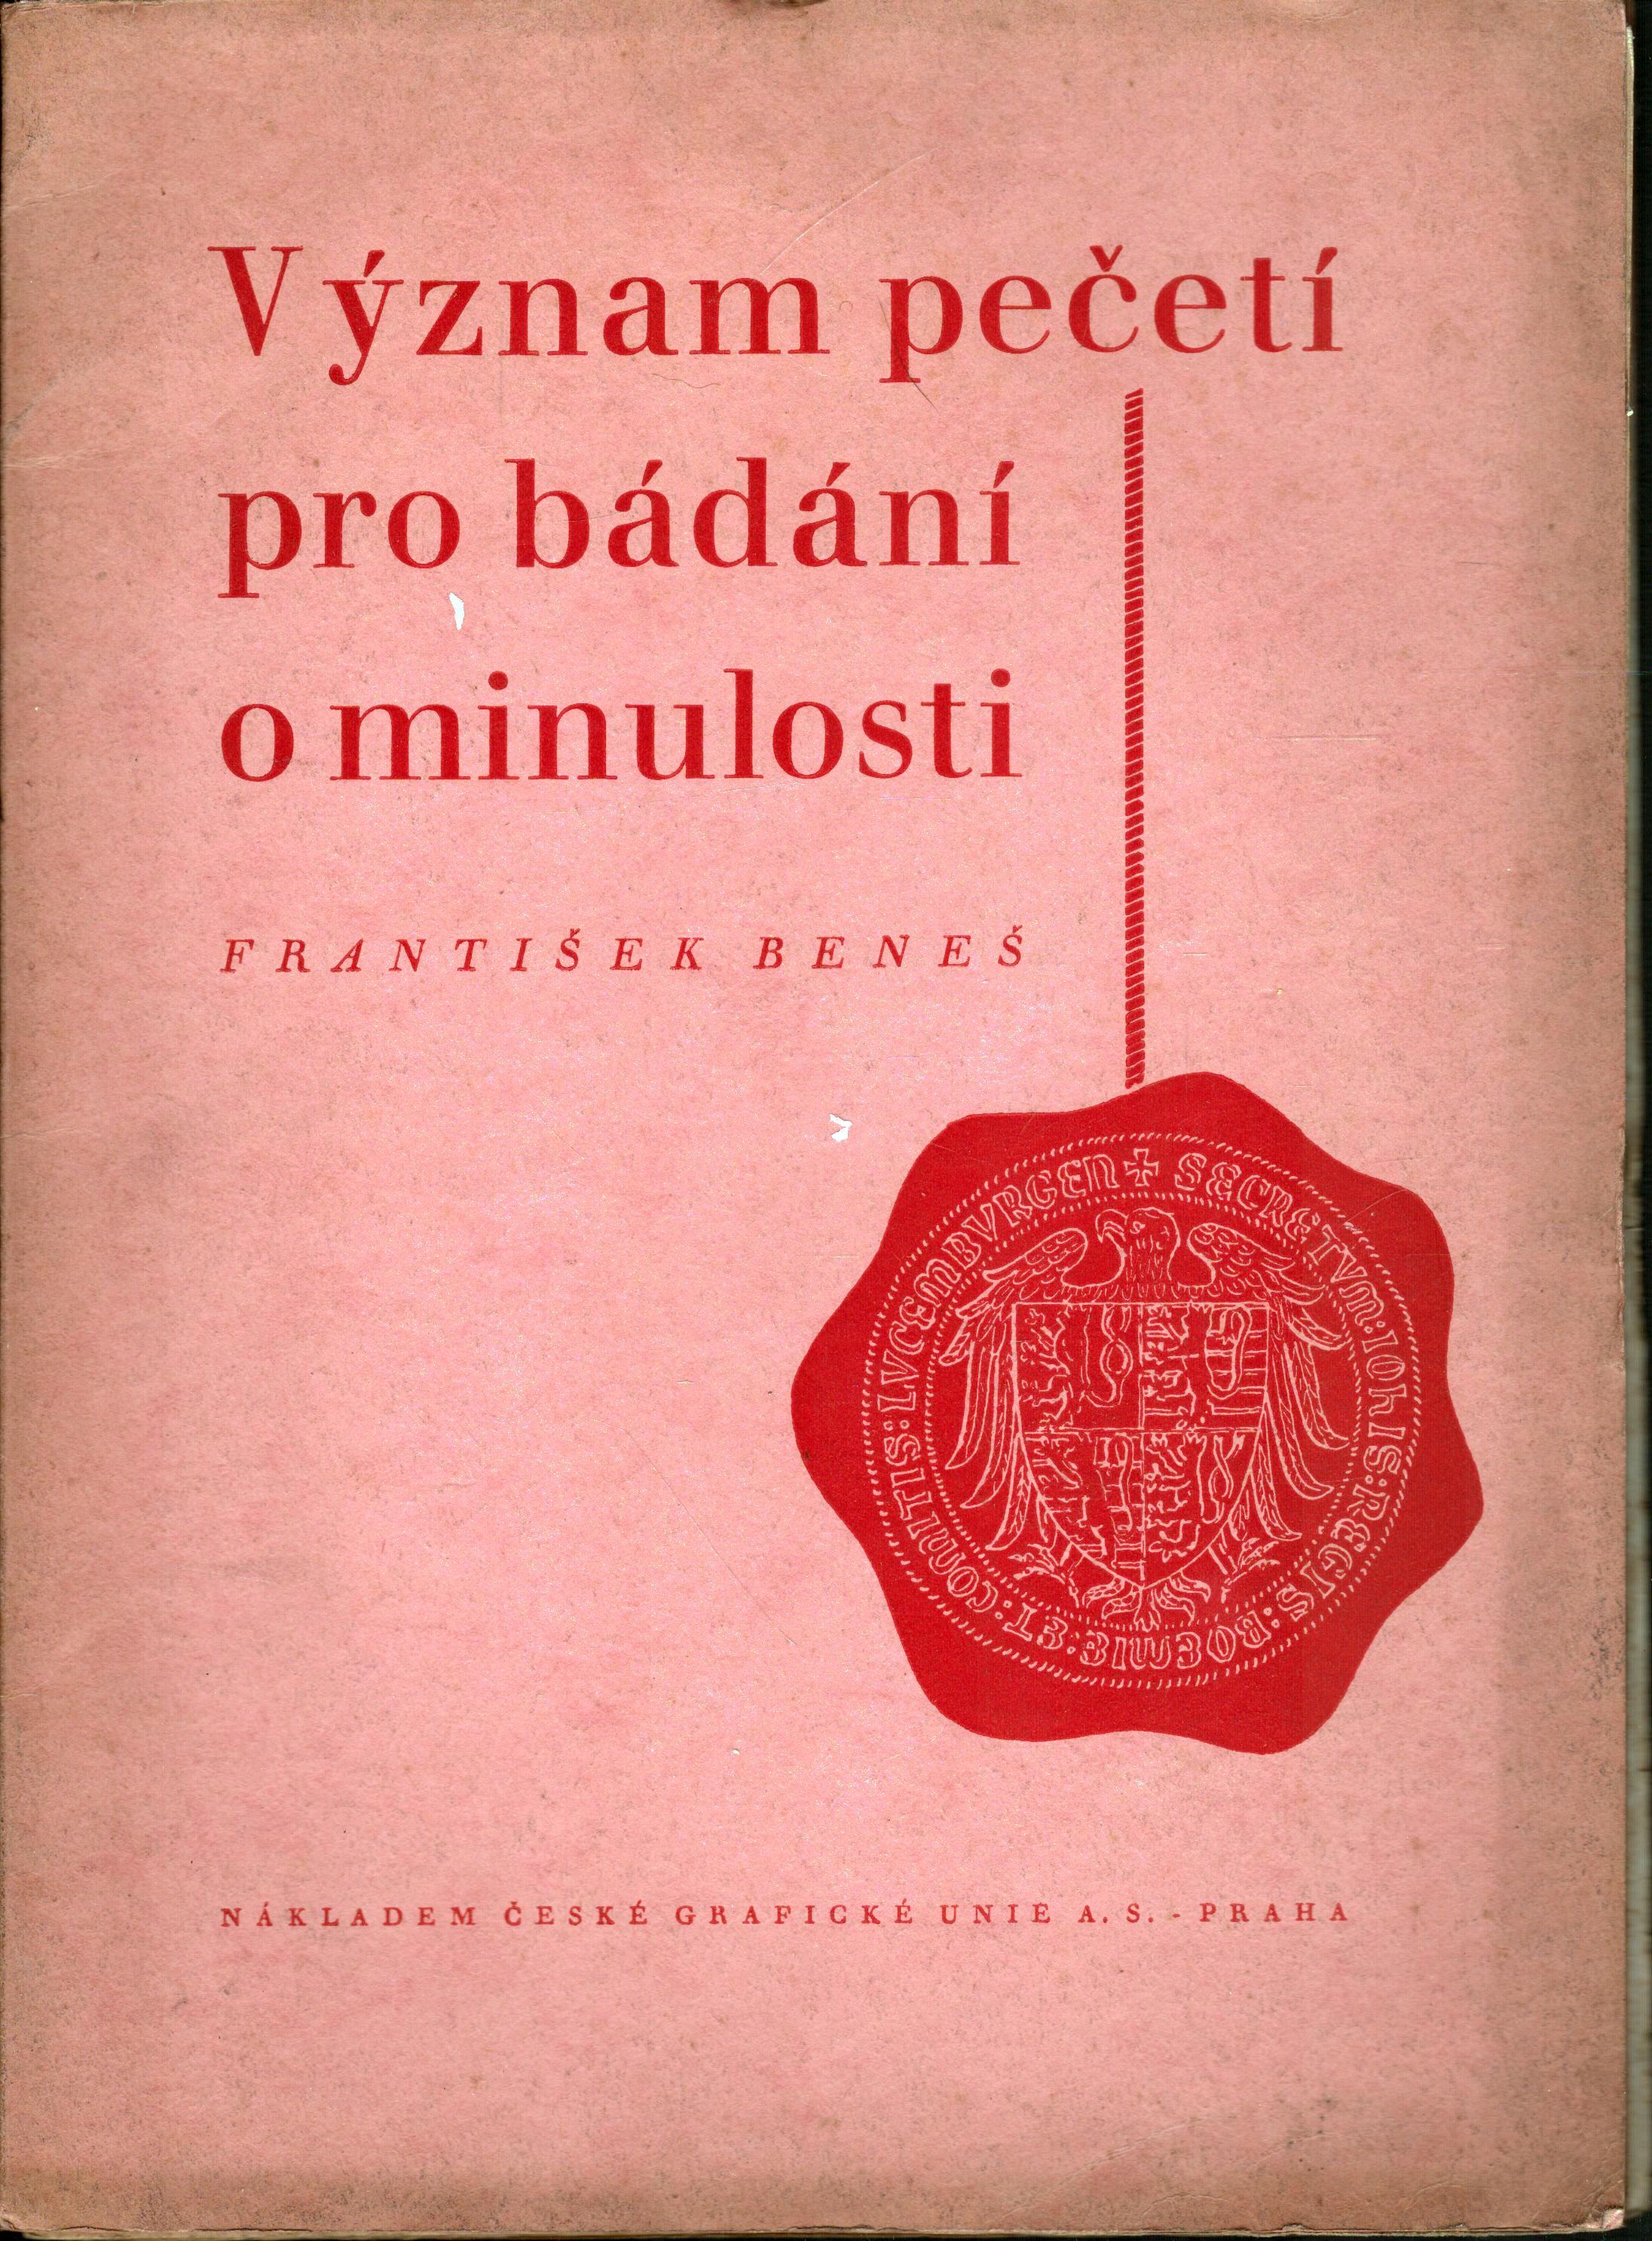 Význam pečetí
pro bádání
o minulosti
FRANTIŠEK BENEŠ
✠ SECRETVM : IOhIS : REGIS : BOEMIE : ET : COMITIS : LVCEMBVRGEN
NÁKLADEM ČESKÉ GRAFICKÉ UNIE A. S. - PRAHA